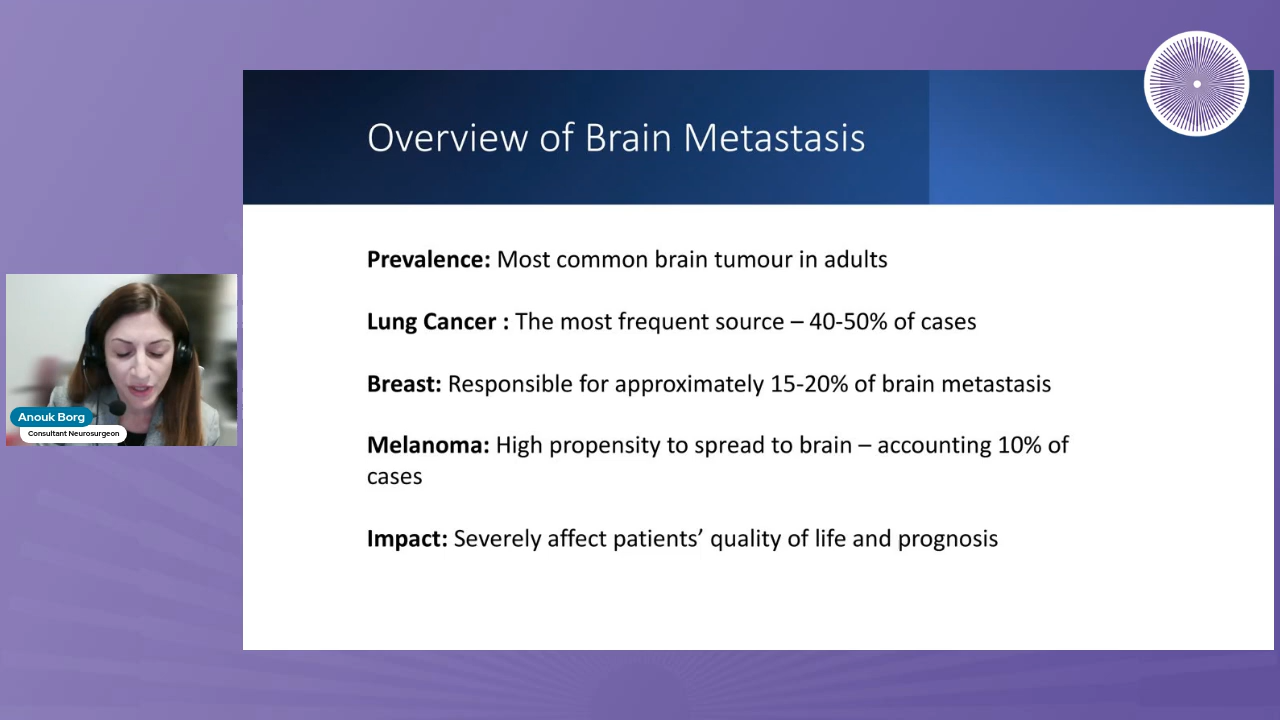 Overview of Brain Metastasis
Prevalence: Most common brain tumour in adults
Lung Cancer : The most frequent source – 40-50% of cases
Breast: Responsible for approximately 15-20% of brain metastasis
Melanoma: High propensity to spread to brain – accounting 10% of
cases
Impact: Severely affect patients’ quality of life and prognosis
Anouk Borg
Consultant Neurosurgeon